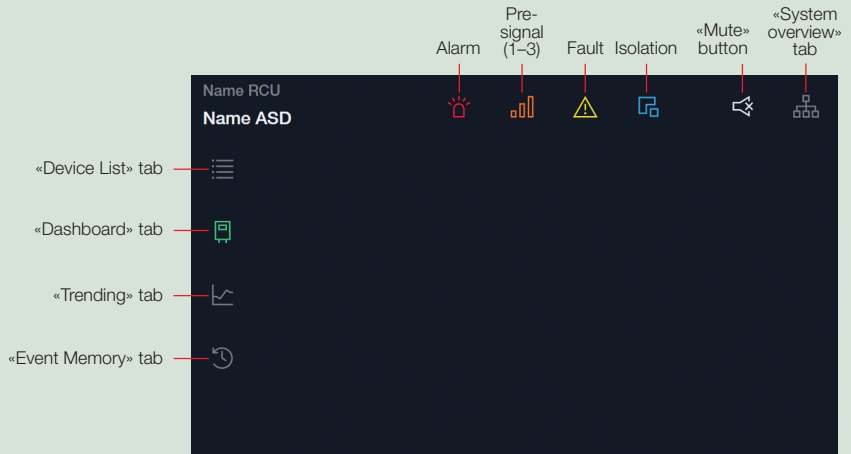 Pre-
signal
(1–3)
«System
overview»
tab
«Mute»
button
Alarm
Fault
Isolation
Name RCU
Name ASD
«Device List» tab
«Dashboard» tab
«Trending» tab
«Event Memory» tab